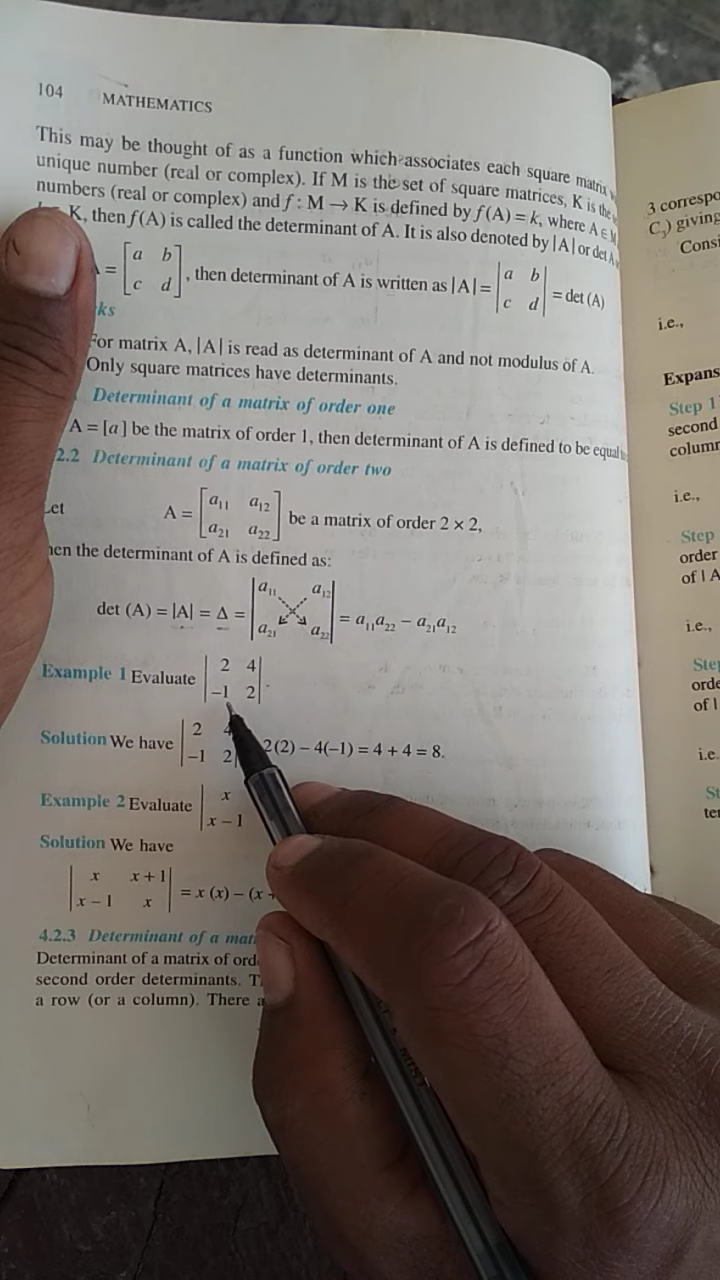 104 MATHEMATICS
This may be thought of as a function which associates each square matrix
unique number (real or complex). If M is the set of square matrices, K is the
numbers (real or complex) and f : M → K is defined by f(A) = k, where A ∈ M
K, then f(A) is called the determinant of A. It is also denoted by |A| or det A
= [a b; c d], then determinant of A is written as |A| = |a b; c d| = det (A)
ks
For matrix A, |A| is read as determinant of A and not modulus of A.
Only square matrices have determinants.
Determinant of a matrix of order one
A = [a] be the matrix of order 1, then determinant of A is defined to be equal
2.2 Determinant of a matrix of order two
Let A = [a₁₁ a₁₂; a₂₁ a₂₂] be a matrix of order 2 × 2,
hen the determinant of A is defined as:
det (A) = |A| = Δ = |a₁₁ a₁₂; a₂₁ a₂₂| = a₁₁a₂₂ – a₂₁a₁₂
Example 1 Evaluate |2 4; –1 2|.
Solution We have |2 4; –1 2| 2(2) – 4(–1) = 4 + 4 = 8.
Example 2 Evaluate |x; x – 1
Solution We have
|x x + 1; x – 1 x| = x (x) – (x +
4.2.3 Determinant of a mat
Determinant of a matrix of ord
second order determinants. T
a row (or a column). There a
3 correspo
C₃) giving
Consi
i.e.,
Expans
Step 1
second
column
i.e.,
Step
order
of | A
i.e.,
Step
orde
of |
i.e.
St
ter